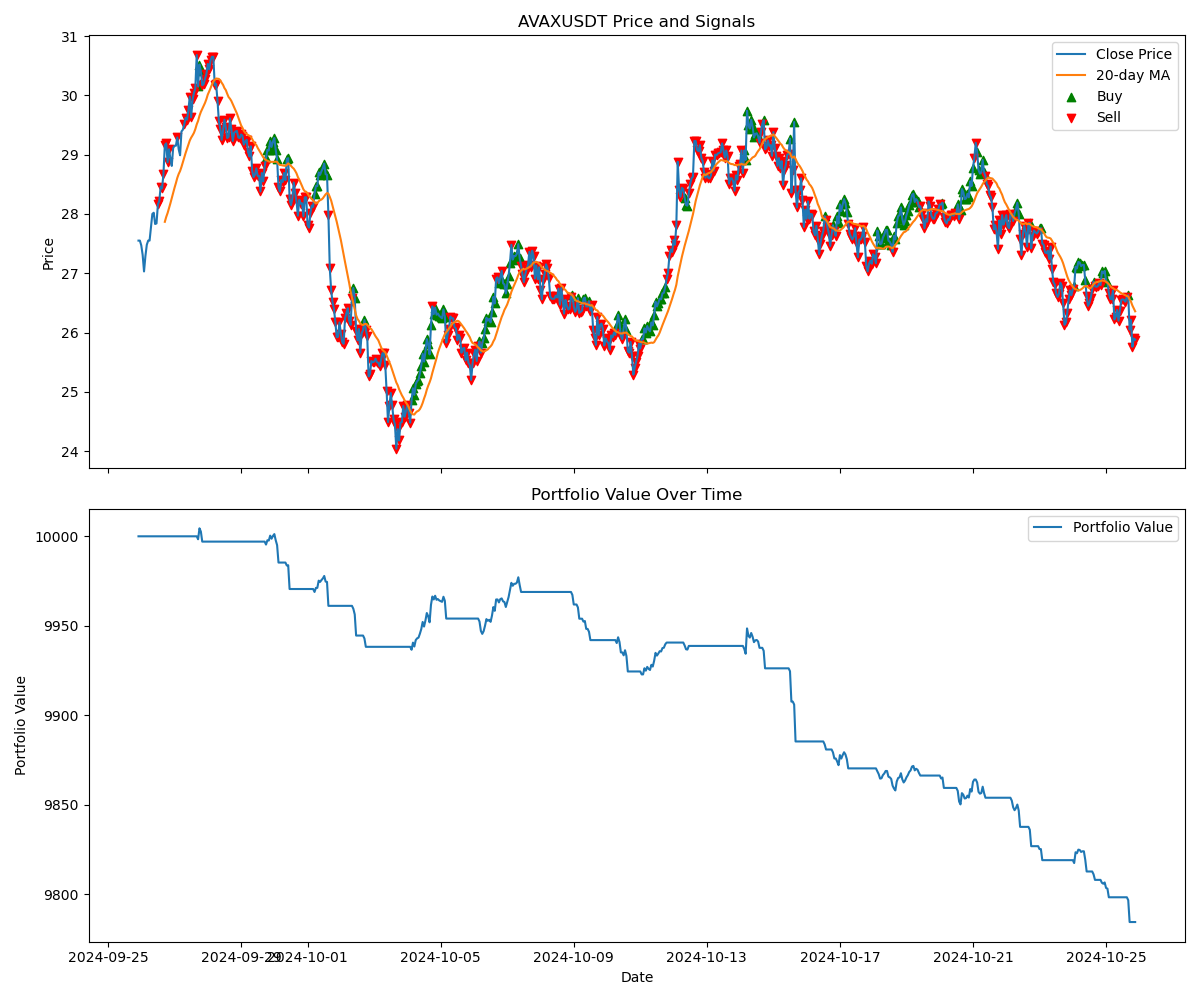 AVAXUSDT Price and Signals
31
30
29
28
27
26
25
24
Price
Close Price
20-day MA
Buy
Sell
Portfolio Value Over Time
10000
9950
9900
9850
9800
Portfolio Value
Portfolio Value
2024-09-25
2024-09-29
2024-10-01
2024-10-05
2024-10-09
2024-10-13
2024-10-17
2024-10-21
2024-10-25
Date